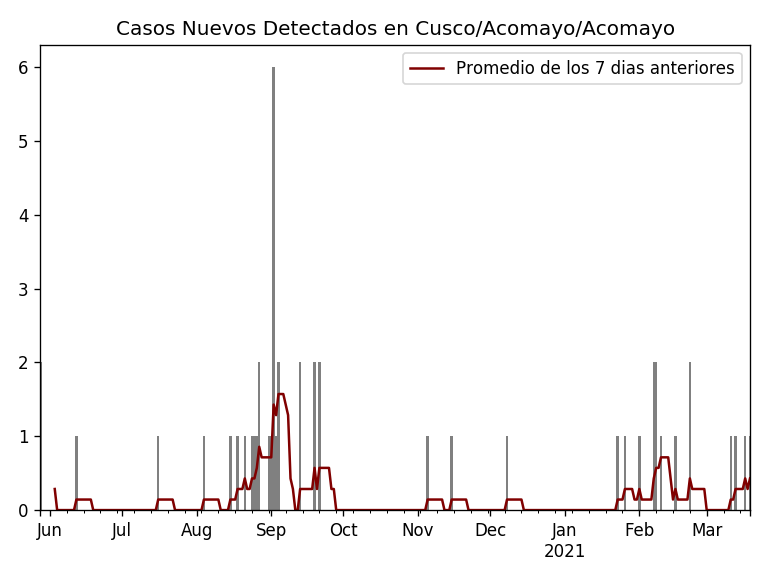 Casos Nuevos Detectados en Cusco/Acomayo/Acomayo
Promedio de los 7 dias anteriores
6
5
4
3
2
1
0
Jun Jul Aug Sep Oct Nov Dec Jan Feb Mar
2021